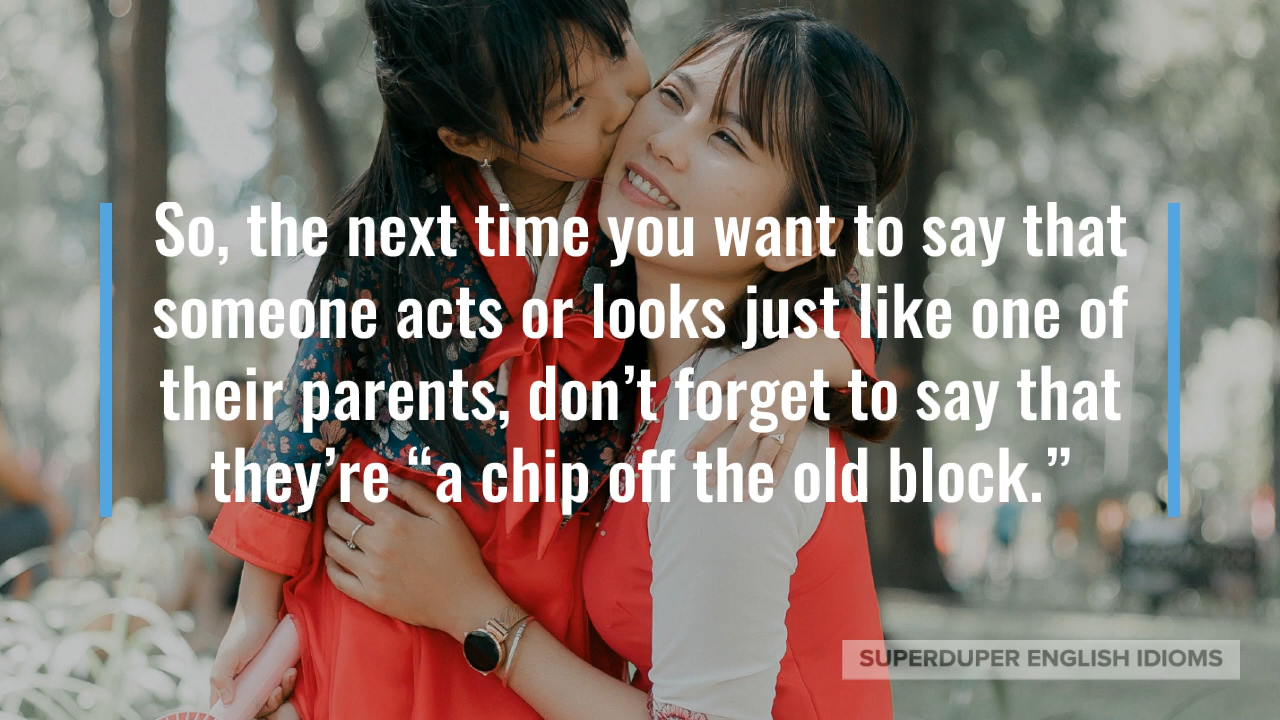 So, the next time you want to say that
someone acts or looks just like one of
their parents, don’t forget to say that
they’re “a chip off the old block.”
SUPERDUPER ENGLISH IDIOMS